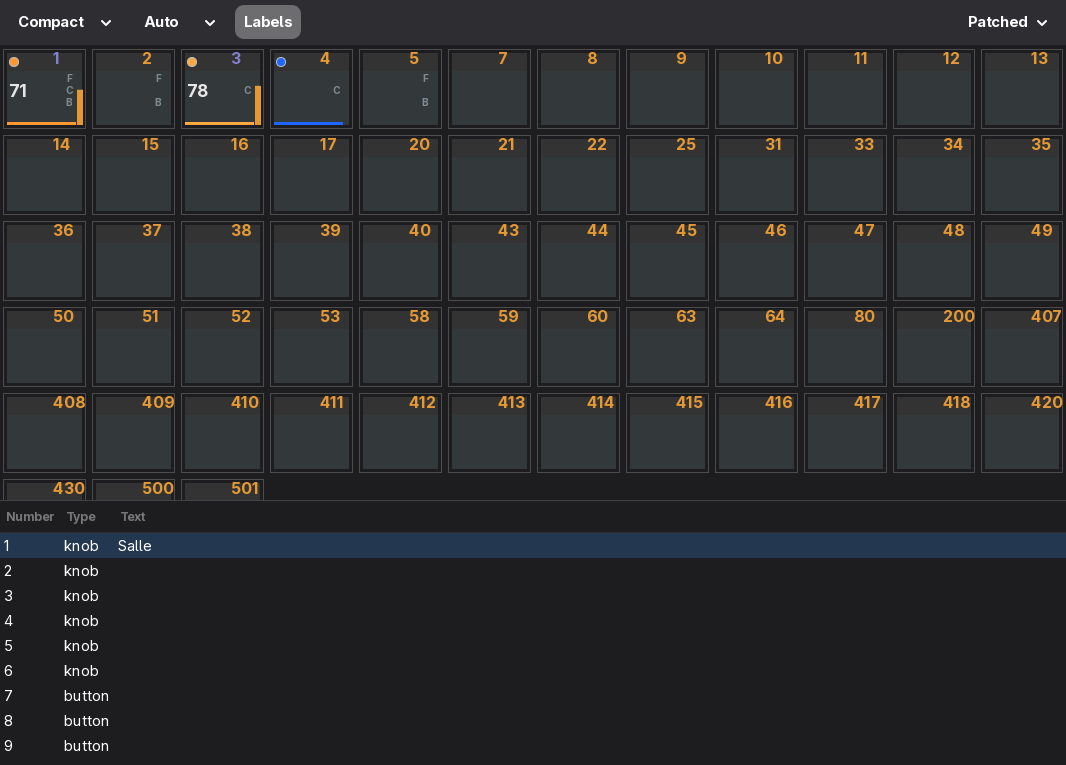 Compact Auto Labels Patched
1 2 3 4 5 7 8 9 10 11 12 13
F F F
71 C 78 C C
B B B
14 15 16 17 20 21 22 25 31 33 34 35
36 37 38 39 40 43 44 45 46 47 48 49
50 51 52 53 58 59 60 63 64 80 200 407
408 409 410 411 412 413 414 415 416 417 418 420
430 500 501
Number Type Text
1 knob Salle
2 knob
3 knob
4 knob
5 knob
6 knob
7 button
8 button
9 button